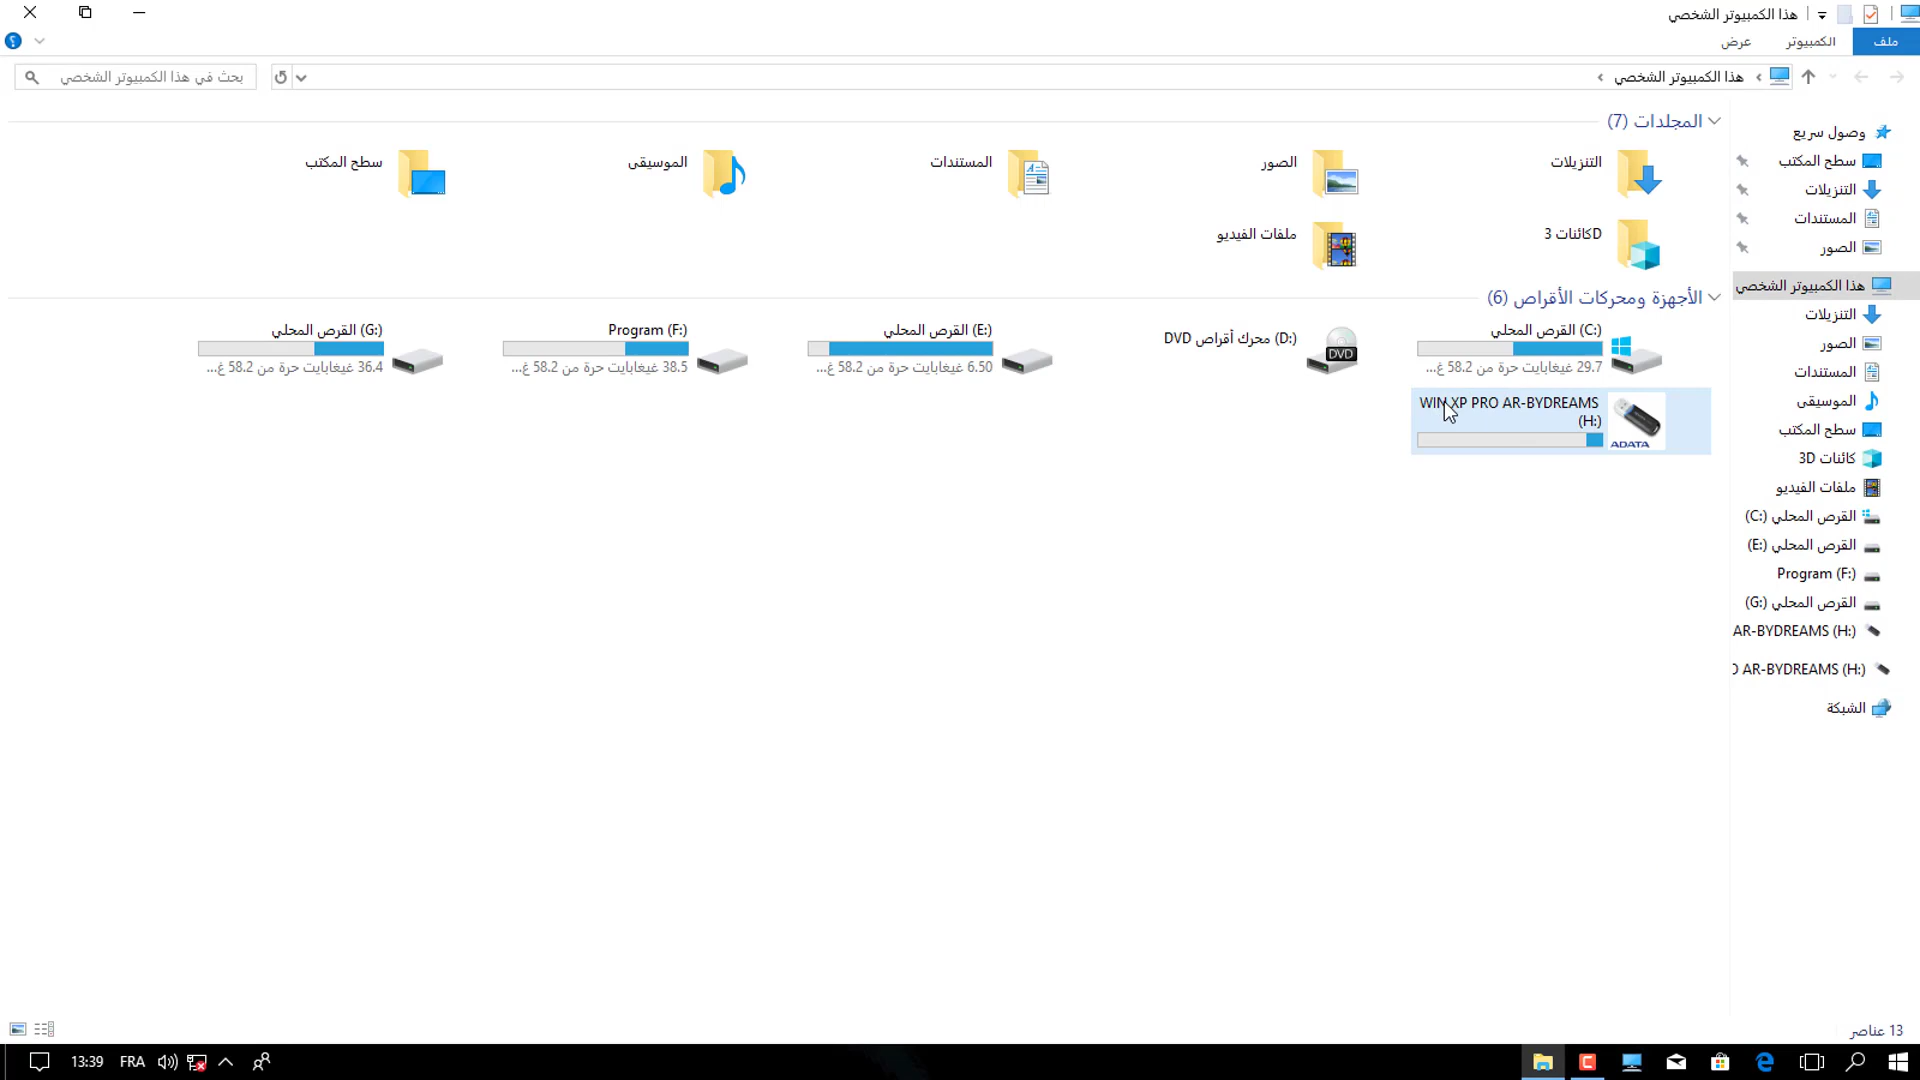 هذا الكمبيوتر الشخصي
ملف
الكمبيوتر
عرض
هذا الكمبيوتر الشخصي
بحث في هذا الكمبيوتر الشخصي
وصول سريع
سطح المكتب
التنزيلات
المستندات
الصور
هذا الكمبيوتر الشخصي
التنزيلات
الصور
المستندات
الموسيقى
سطح المكتب
كائنات 3D
ملفات الفيديو
القرص المحلي (C:)
القرص المحلي (E:)
Program (F:)
القرص المحلي (G:)
AR-BYDREAMS (H:)
AR-BYDREAMS (H:)
الشبكة
المجلدات (7)
التنزيلات
الصور
المستندات
الموسيقى
سطح المكتب
كائنات 3D
ملفات الفيديو
الأجهزة ومحركات الأقراص (6)
القرص المحلي (C:)
29.7 غيغابايت حرة من 58.2 غ...
محرك أقراص DVD (D:)
DVD
القرص المحلي (E:)
6.50 غيغابايت حرة من 58.2 غ...
Program (F:)
38.5 غيغابايت حرة من 58.2 غ...
القرص المحلي (G:)
36.4 غيغابايت حرة من 58.2 غ...
WIN XP PRO AR-BYDREAMS
(H:)
ADATA
13 عناصر
13:39
FRA